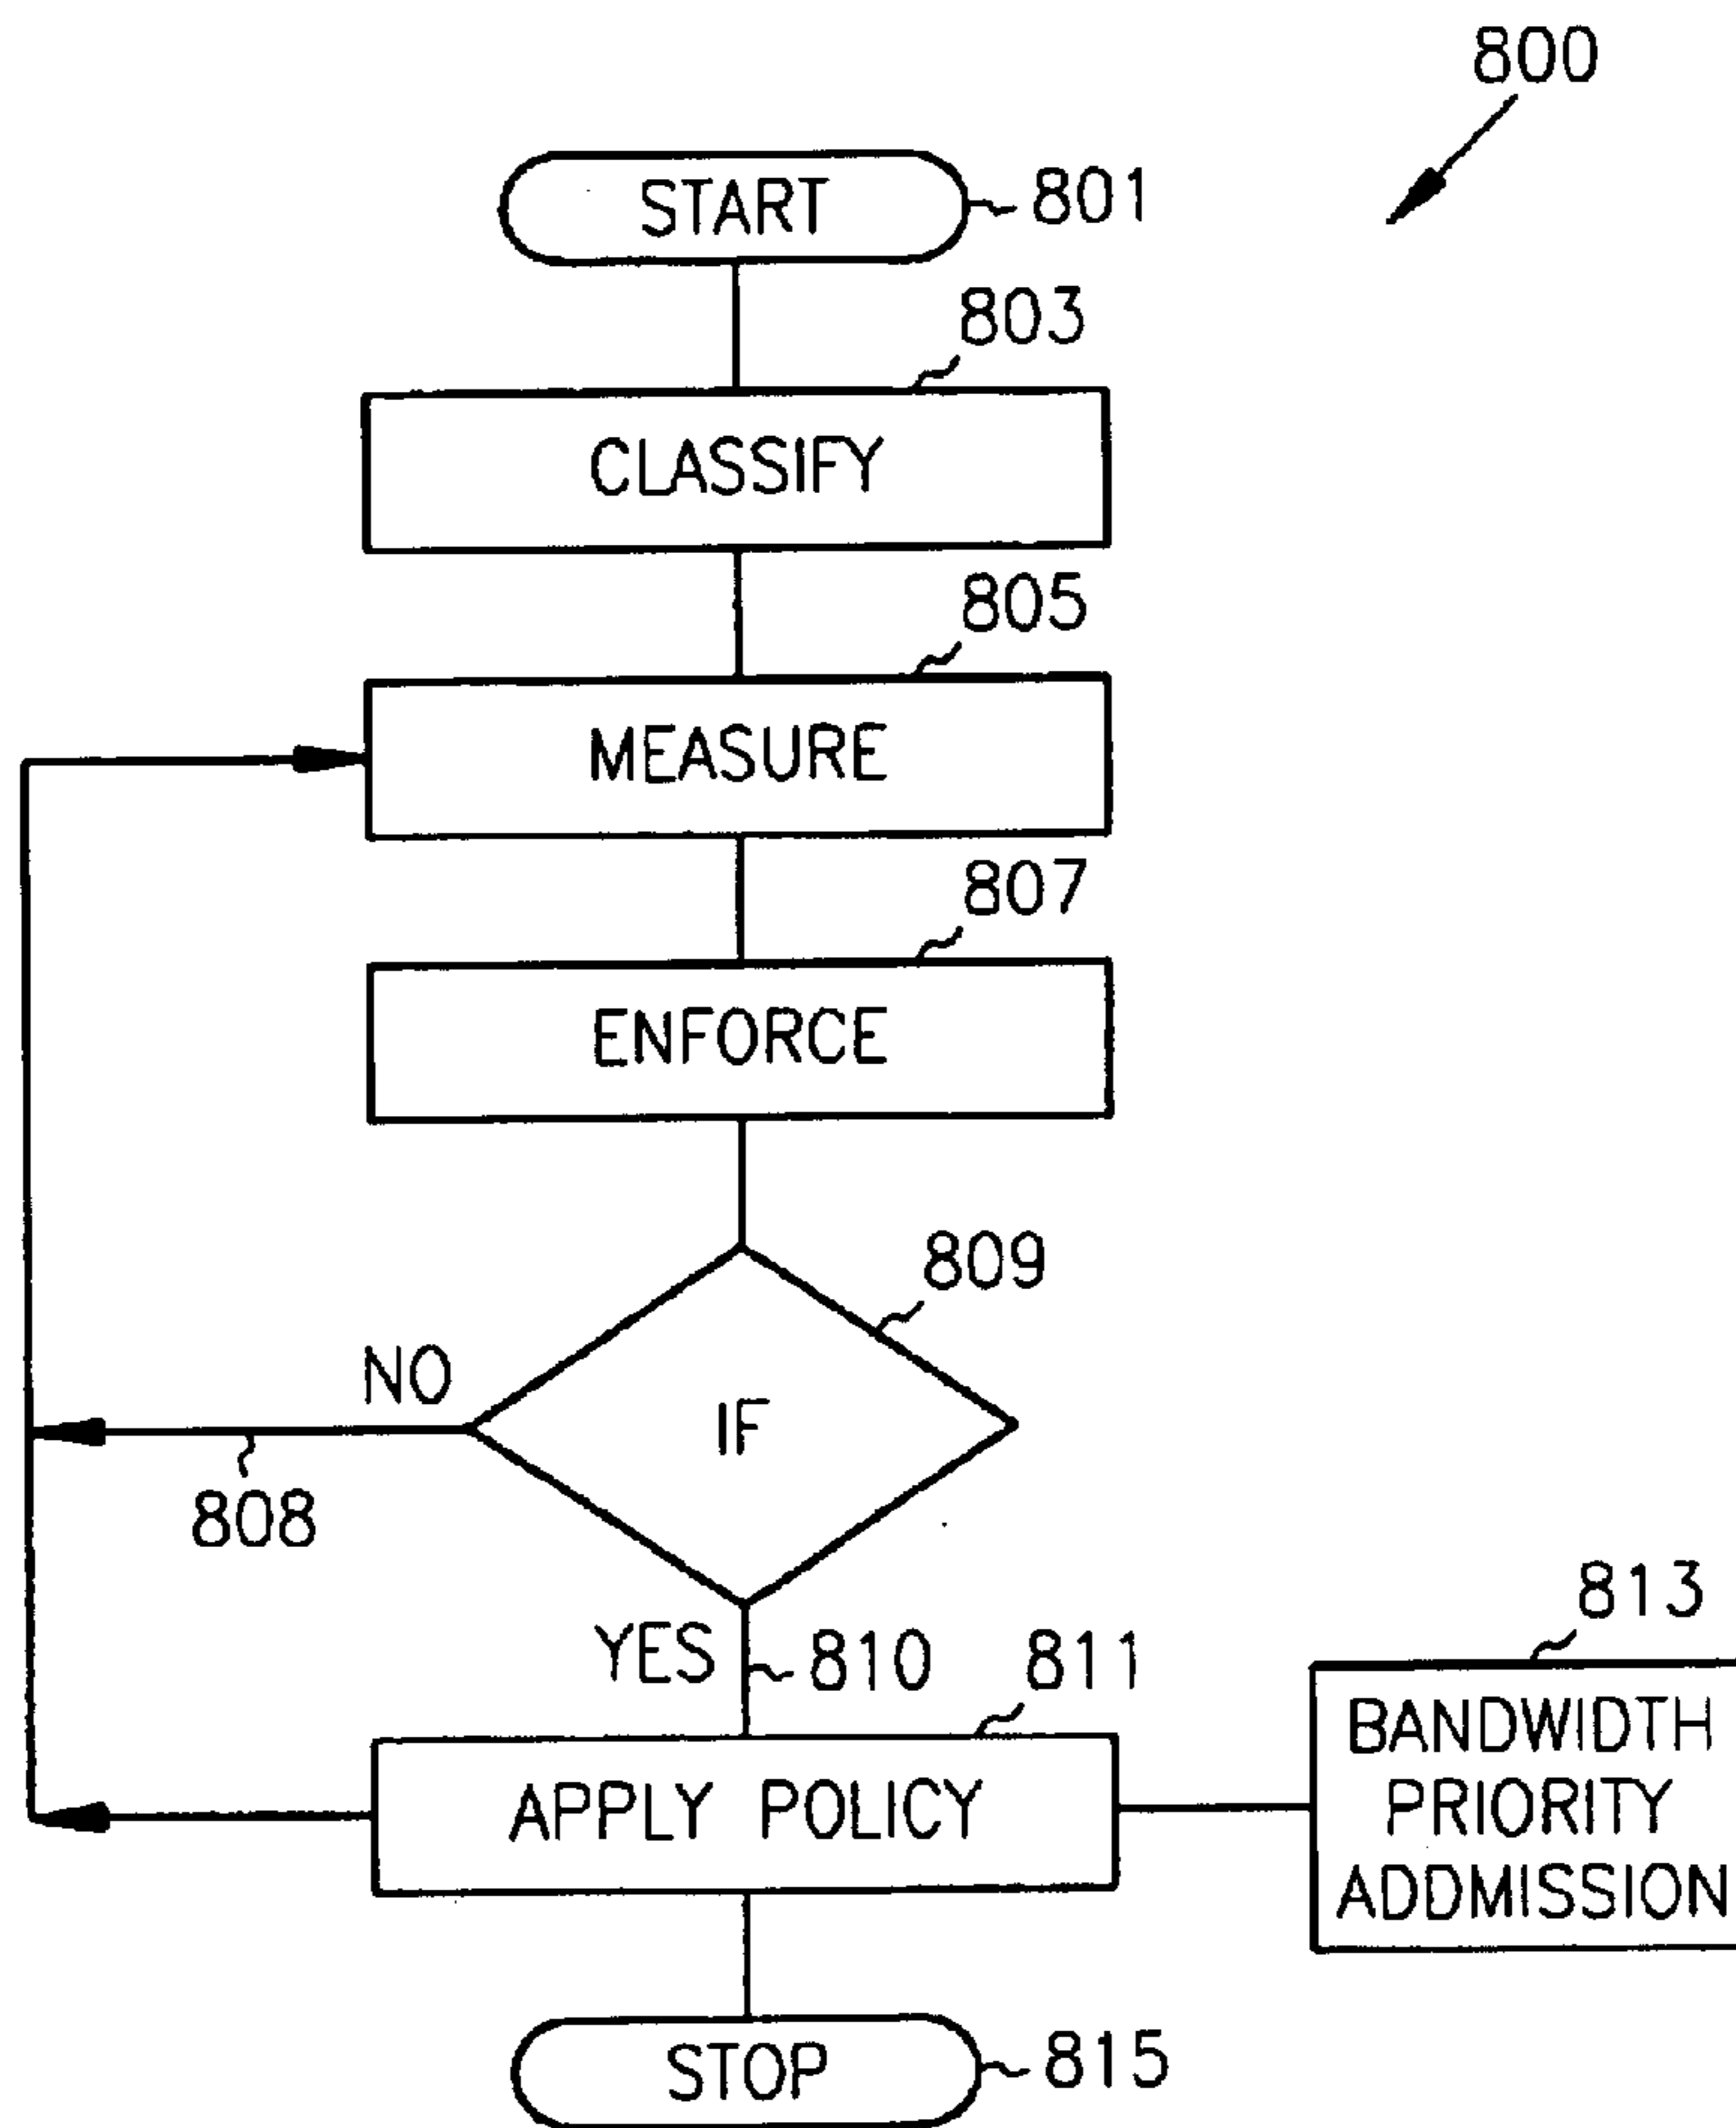 800
START
801
803
CLASSIFY
805
MEASURE
807
ENFORCE
809
NO
IF
808
YES
810
811
813
APPLY POLICY
BANDWIDTH
PRIORITY
ADDMISSION
STOP
815